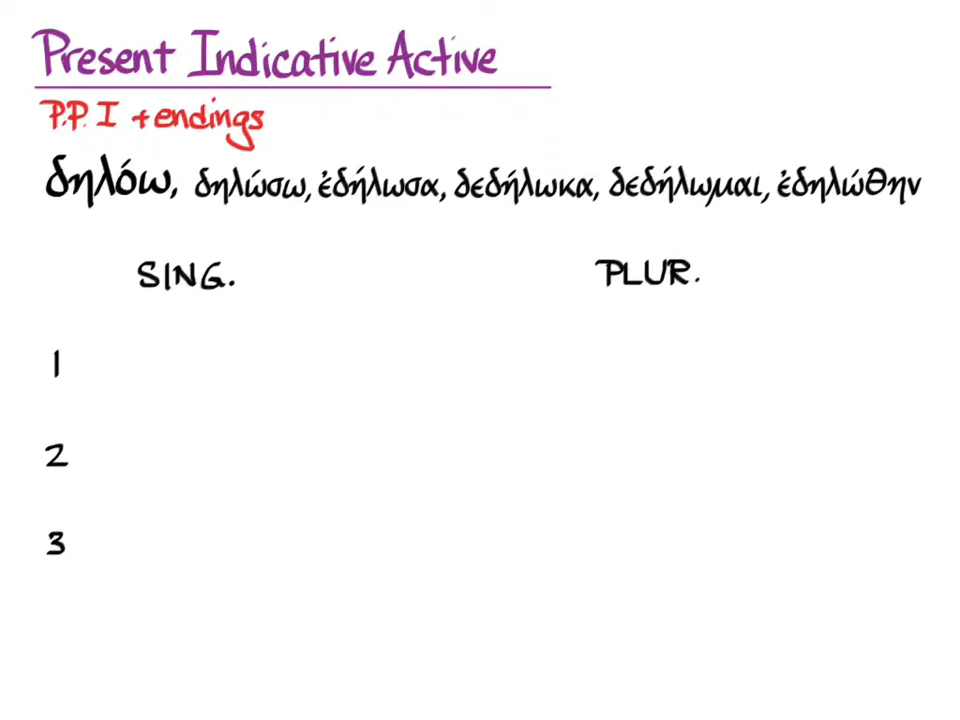 Present Indicative Active
P.P. I + endings
δηλόω, δηλώσω, ἐδήλωσα, δεδήλωκα, δεδήλωμαι, ἐδηλώθην
SING. PLUR.
1
2
3